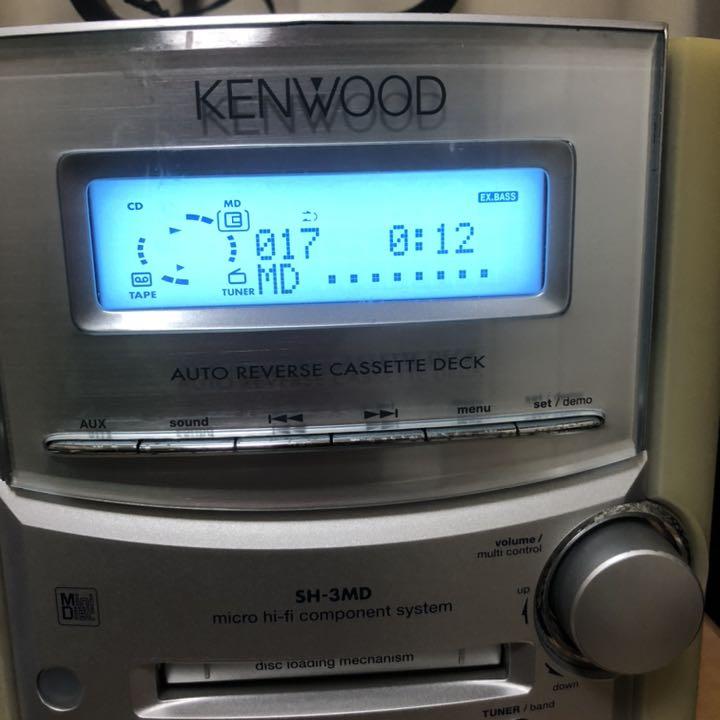 KENWOOD
CD
MD
EX.BASS
017 0:12
MD
TAPE
TUNER
AUTO REVERSE CASSETTE DECK
AUX
sound
menu
set / demo
volume /
multi control
up
SH-3MD
micro hi-fi component system
MD
disc loading mechanism
down
TUNER / band